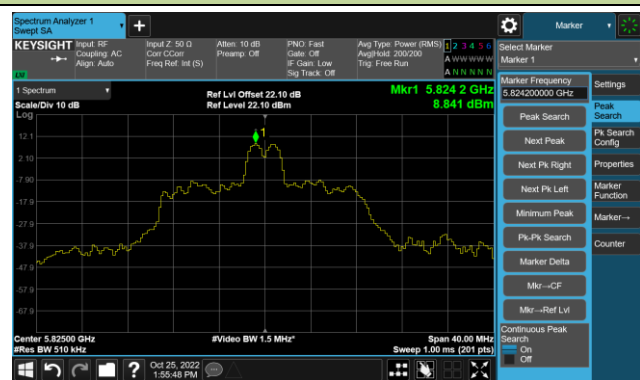 Spectrum Analyzer 1
Swept SA
+
Marker
KEYSIGHT
Input: RF
Coupling: AC
Align: Auto
Input Z: 50 Ω
Corr CCorr
Freq Ref: Int (S)
Atten: 10 dB
Preamp: Off
PNO: Fast
Gate: Off
IF Gain: Low
Sig Track: Off
Avg Type: Power (RMS)
Avg|Hold: 200/200
Trig: Free Run
1 2 3 4 5 6
A W W W W W
A N N N N N
LVI
Select Marker
Marker 1
1 Spectrum
Scale/Div 10 dB
Log
Ref Lvl Offset 22.10 dB
Ref Level 22.10 dBm
Mkr1 5.824 2 GHz
8.841 dBm
1
12.1
2.10
-7.90
-17.9
-27.9
-37.9
-47.9
-57.9
-67.9
Center 5.82500 GHz
#Res BW 510 kHz
#Video BW 1.5 MHz*
Span 40.00 MHz
Sweep 1.00 ms (201 pts)
Marker Frequency
5.824200000 GHz
Peak Search
Next Peak
Next Pk Right
Next Pk Left
Minimum Peak
Pk-Pk Search
Marker Delta
Mkr→CF
Mkr→Ref Lvl
Continuous Peak
Search
On
Off
Settings
Peak
Search
Pk Search
Config
Properties
Marker
Function
Marker→
Counter
?
Oct 25, 2022
1:55:48 PM